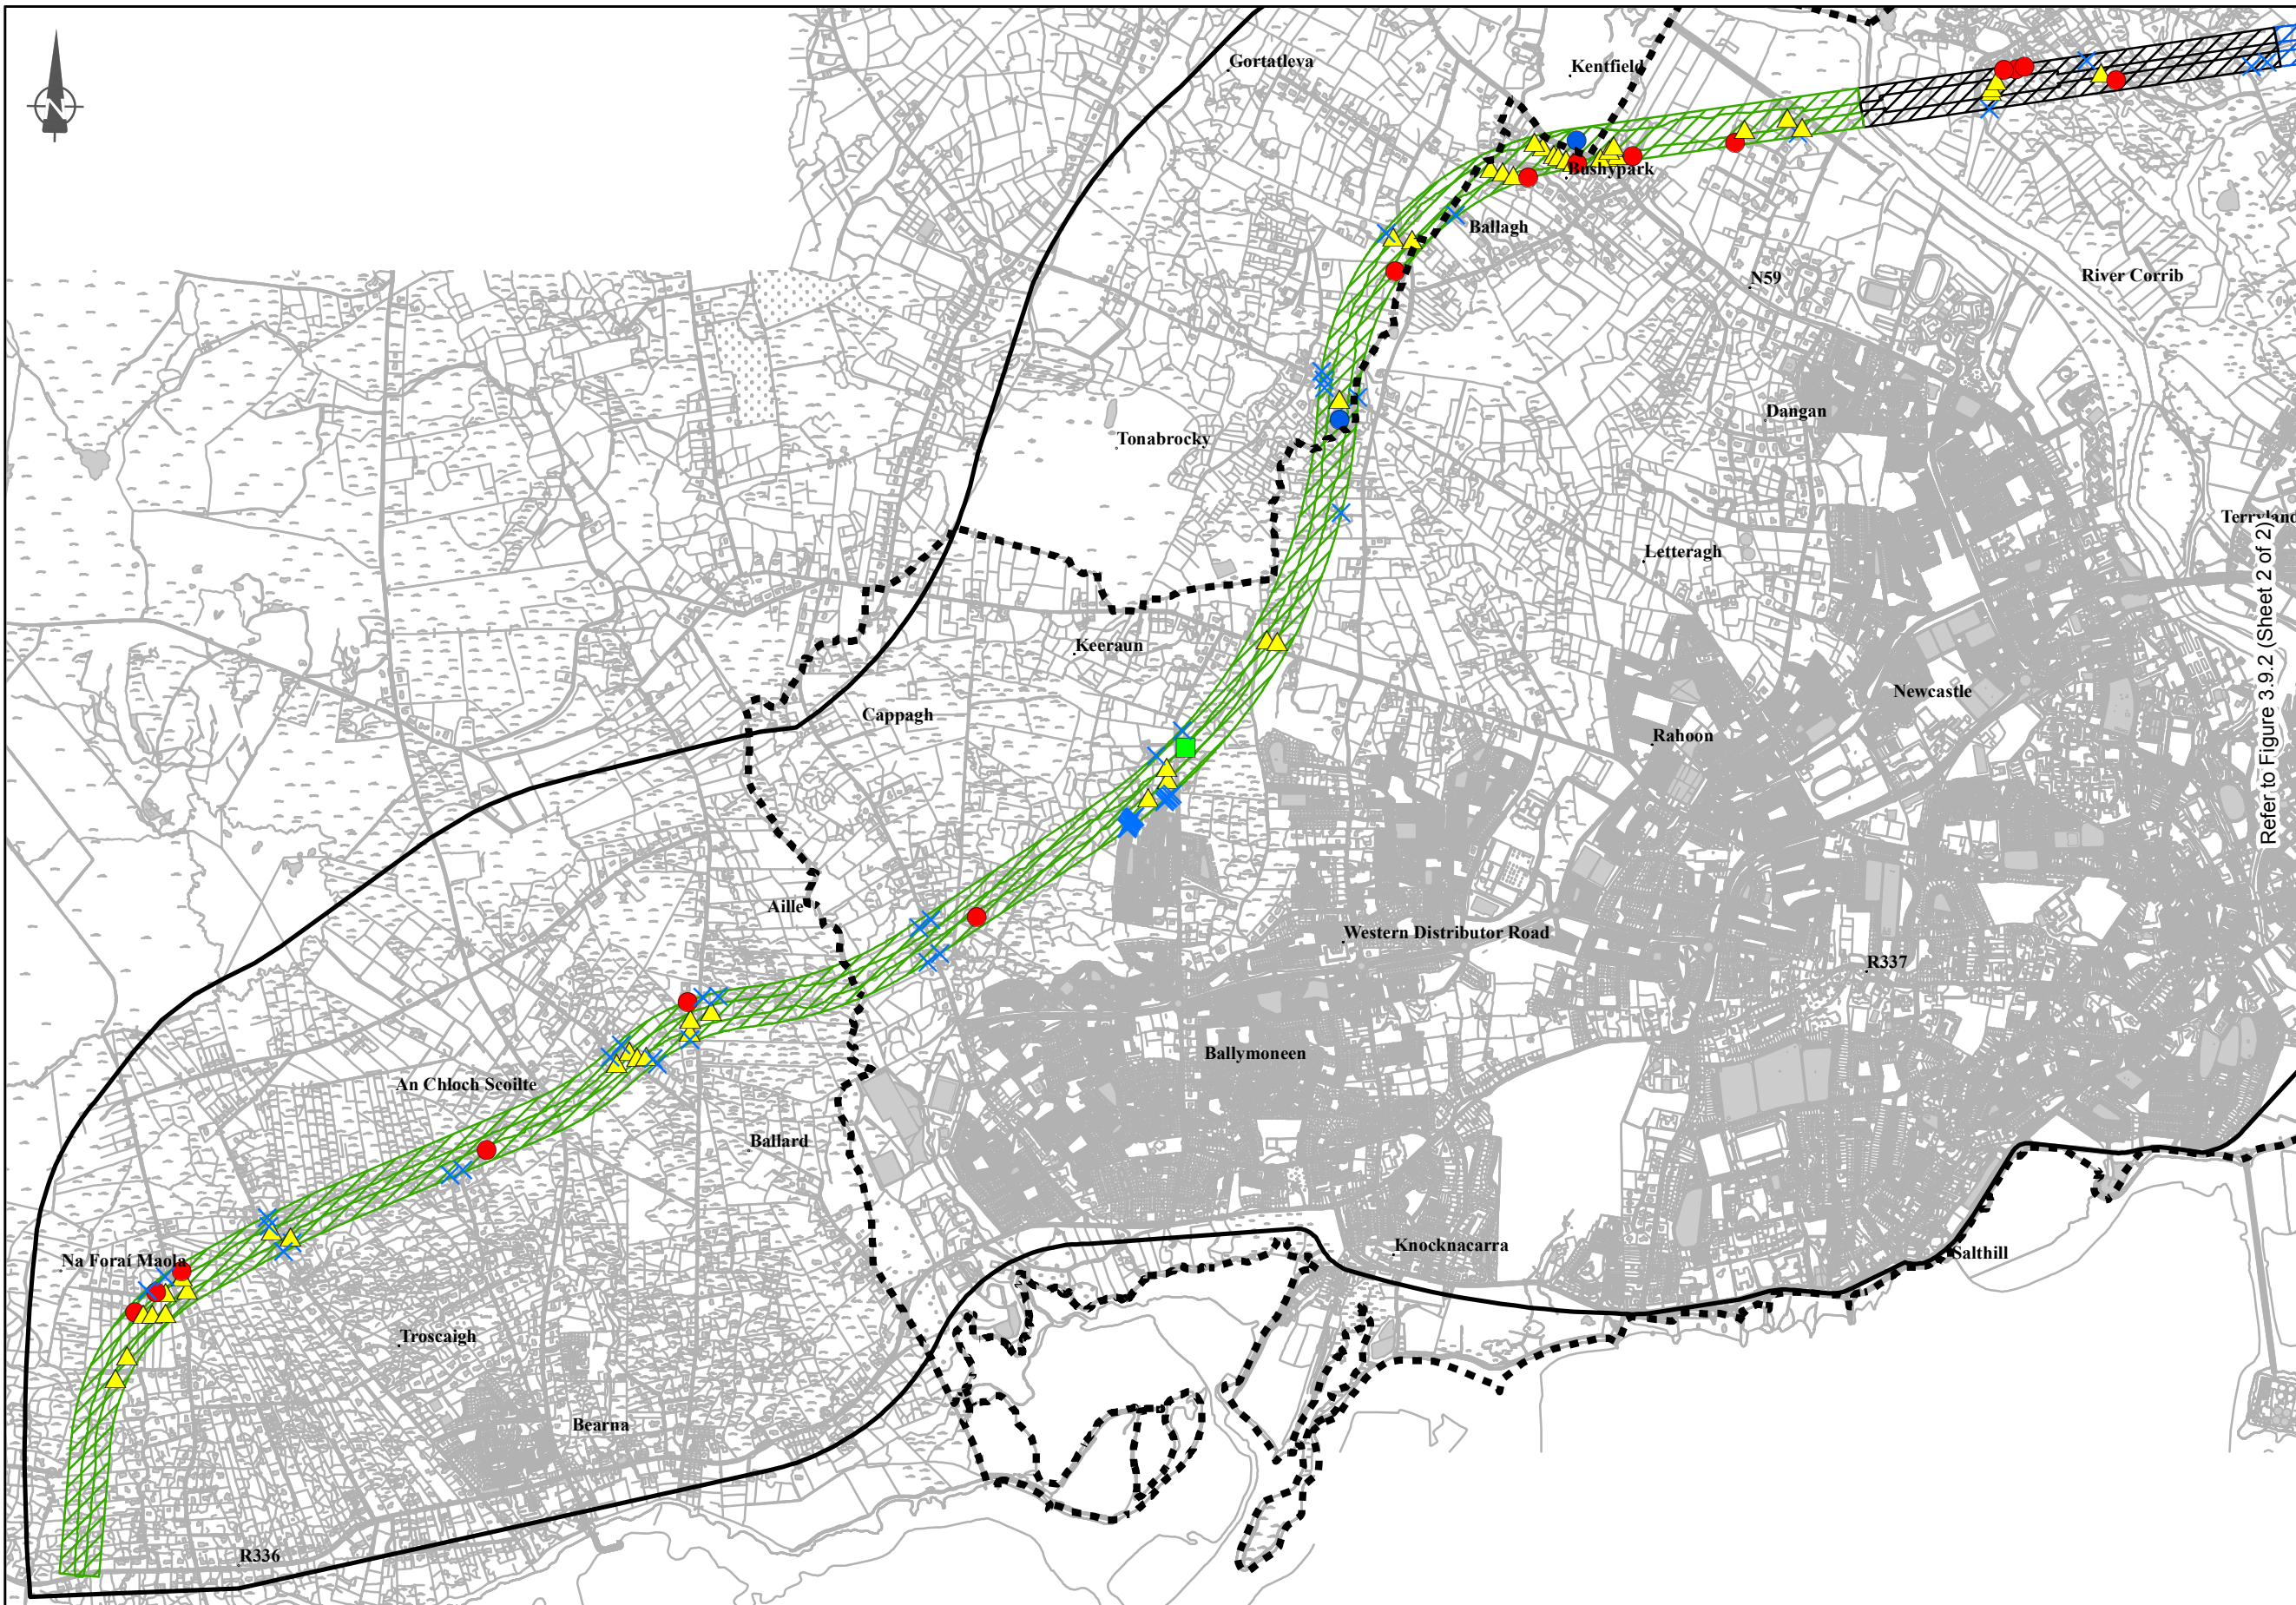 N
Gortatleva
Kentfield
Bushypark
Ballagh
N59
River Corrib
Dangan
Tonabrocky
Terryland
Letteragh
Keeraun
Newcastle
Cappagh
Rahoon
Refer to Figure 3.9.2 (Sheet 2 of 2)
Aille
Western Distributor Road
R337
Ballymoneen
An Chloch Scoilte
Ballard
Knocknacarra
Salthill
Na Foraí Maola
Troscaigh
Bearna
R336